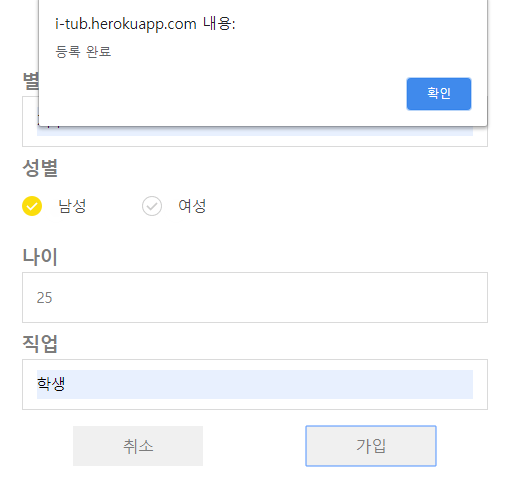 i-tub.herokuapp.com 내용:
등록 완료
확인
별
성별
남성 여성
나이
25
직업
학생
취소 가입